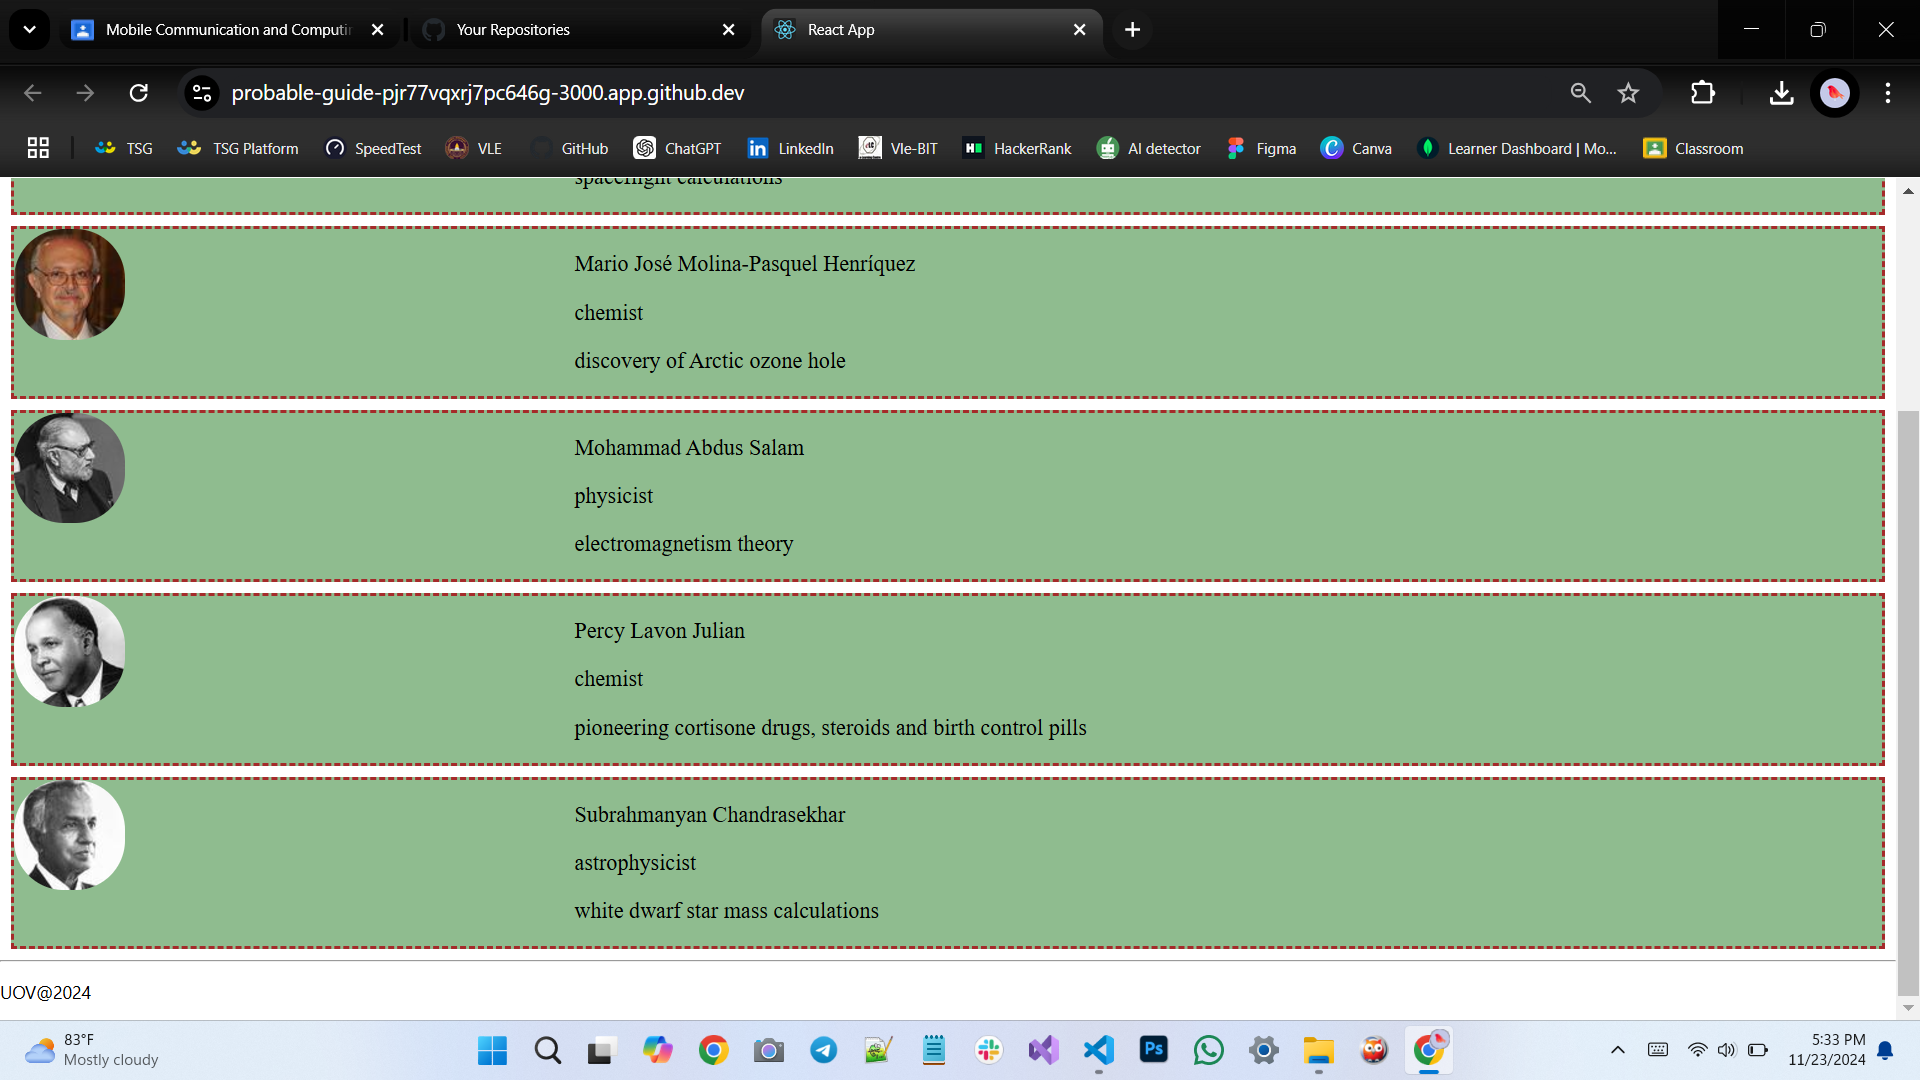 Mobile Communication and Computi
Your Repositories
React App
probable-guide-pjr77vqxrj7pc646g-3000.app.github.dev
TSG
TSG Platform
SpeedTest
VLE
GitHub
ChatGPT
LinkedIn
Vle-BIT
HackerRank
AI detector
Figma
Canva
Learner Dashboard | Mo...
Classroom
spaceflight calculations
Mario José Molina-Pasquel Henríquez
chemist
discovery of Arctic ozone hole
Mohammad Abdus Salam
physicist
electromagnetism theory
Percy Lavon Julian
chemist
pioneering cortisone drugs, steroids and birth control pills
Subrahmanyan Chandrasekhar
astrophysicist
white dwarf star mass calculations
UOV@2024
83°F
Mostly cloudy
Ps
5:33 PM
11/23/2024